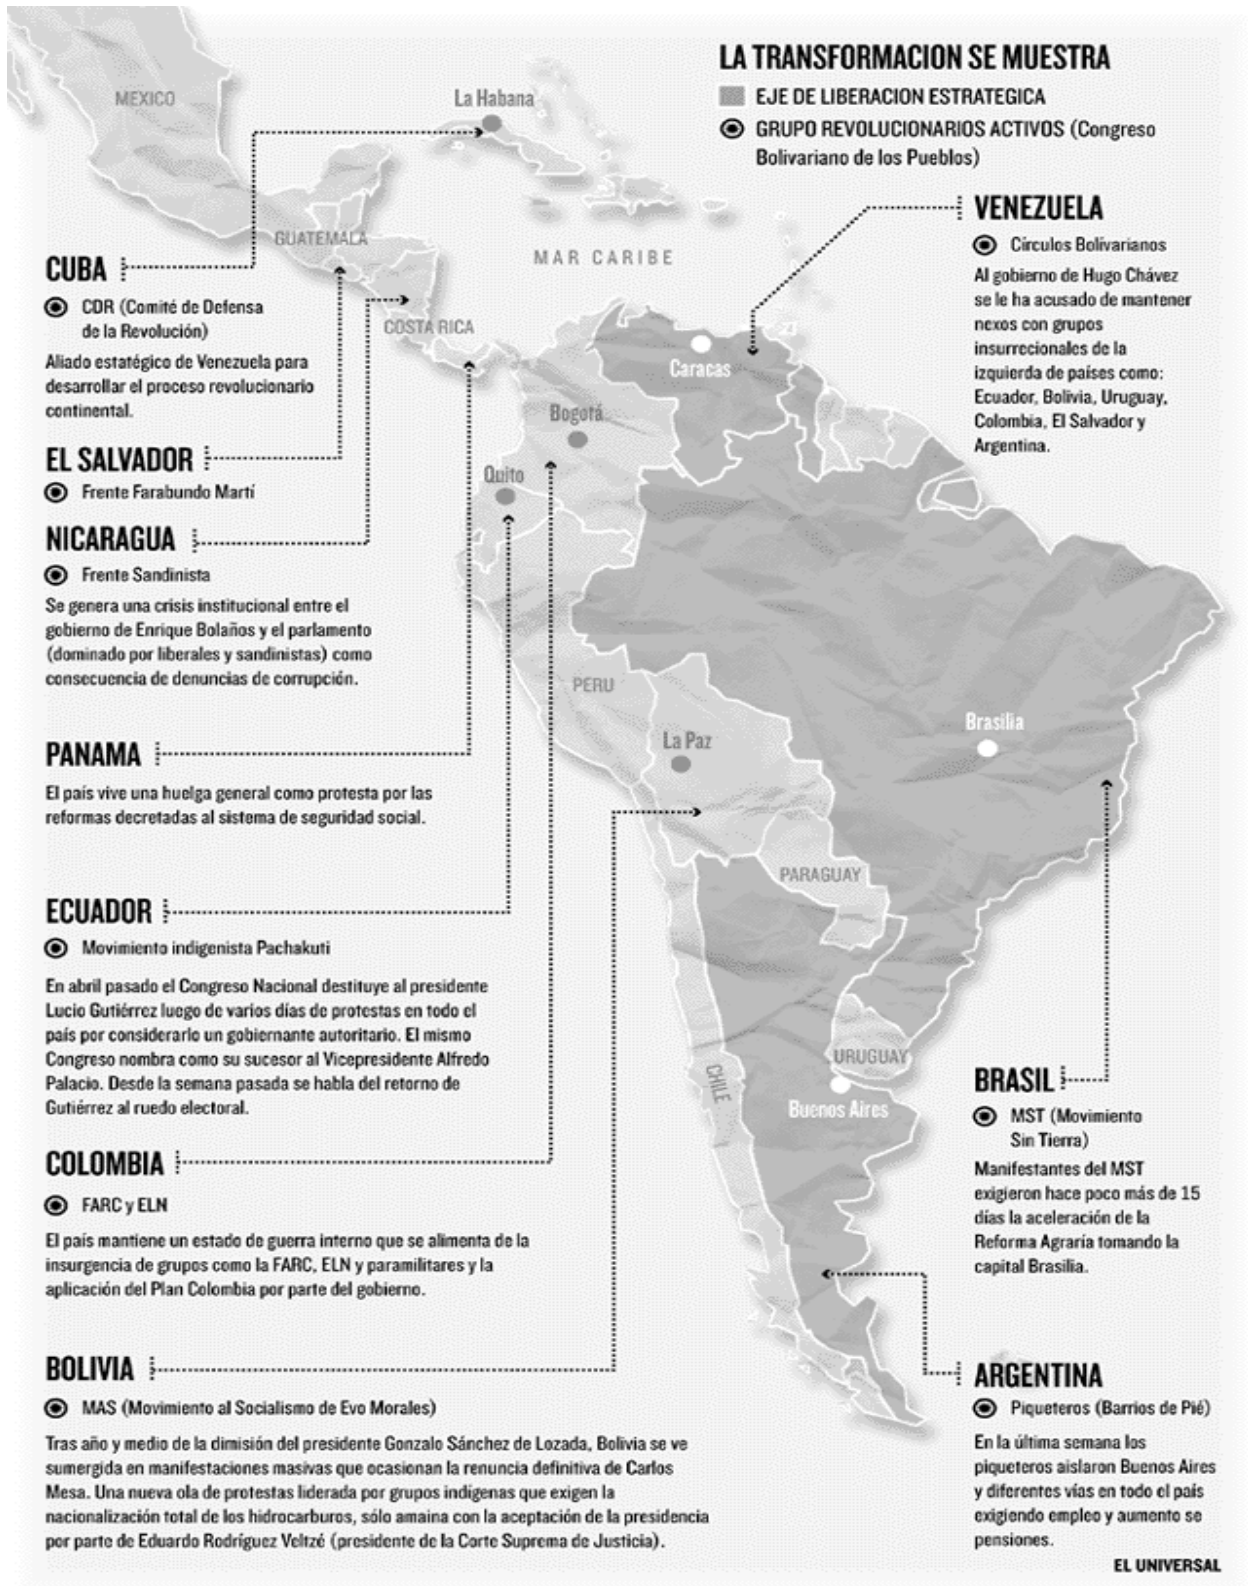 LA TRANSFORMACION SE MUESTRA
EJE DE LIBERACION ESTRATEGICA
GRUPO REVOLUCIONARIOS ACTIVOS (Congreso
Bolivariano de los Pueblos)
MEXICO
La Habana
GUATEMALA
MAR CARIBE
COSTA RICA
Caracas
Bogotá
Quito
PERU
La Paz
Brasilia
PARAGUAY
URUGUAY
CHILE
Buenos Aires
CUBA
CDR (Comité de Defensa
de la Revolución)
Aliado estatégico de Venezuela para
desarrollar el proceso revolucionario
continental.
EL SALVADOR
Frente Farabundo Martí
NICARAGUA
Frente Sandinista
Se genera una crisis institucional entre el
gobierno de Enrique Bolaños y el parlamento
(dominado por liberales y sandinistas) como
consecuencia de denuncias de corrupción.
PANAMA
El país vive una huelga general como protesta por las
reformas decretadas al sistema de seguridad social.
ECUADOR
Movimiento indigenista Pachakuti
En abril pasado el Congreso Nacional destituye al presidente
Lucio Gutiérrez luego de varios días de protestas en todo el
país por considerarlo un gobiernante autoritario. El mismo
Congreso nombra como su sucesor al Vicepresidente Alfredo
Palacio. Desde la semana pasada se habla del retorno de
Gutiérrez al ruedo electoral.
COLOMBIA
FARC y ELN
El país mantiene un estado de guerra interno que se alimenta de la
insurgencia de grupos como la FARC, ELN y paramilitares y la
aplicación del Plan Colombia por parte del gobierno.
BOLIVIA
MAS (Movimiento al Socialismo de Evo Morales)
Tras año y medio de la dimisión del presidente Gonzalo Sánchez de Lozada, Bolivia se ve
sumergida en manifestaciones masivas que ocasionan la renuncia definitiva de Carlos
Mesa. Una nueva ola de protestas liderada por grupos indígenas que exigen la
nacionalización total de los hidrocarburos, sólo amaina con la aceptación de la presidencia
por parte de Eduardo Rodríguez Veltzé (presidente de la Corte Suprema de Justicia).
VENEZUELA
Círculos Bolivarianos
Al gobierno de Hugo Chávez
se le ha acusado de mantener
nexos con grupos
insurrecionales de la
izquierda de países como:
Ecuador, Bolivia, Uruguay,
Colombia, El Salvador y
Argentina.
BRASIL
MST (Movimiento
Sin Tierra)
Manifestantes del MST
exigieron hace poco más de 15
días la aceleración de la
Reforma Agraría tomando la
capital Brasilia.
ARGENTINA
Piqueteros (Barrios de Pié)
En la última semana los
piqueteros aislaron Buenos Aires
y diferentes vías en todo el país
exigiendo empleo y aumento se
pensiones.
EL UNIVERSAL